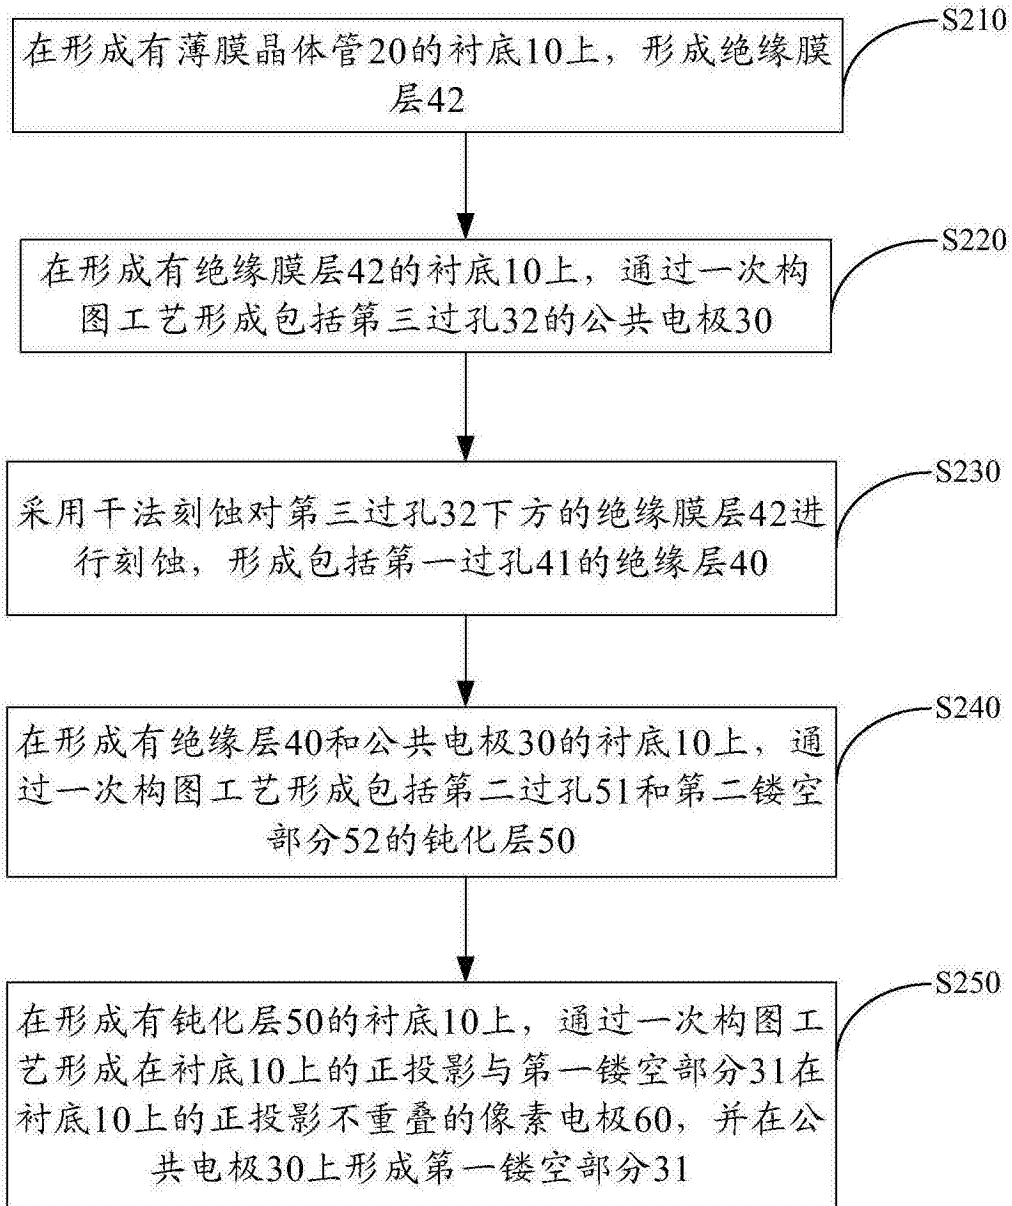 S210
在形成有薄膜晶体管20的衬底10上，形成绝缘膜
层42
S220
在形成有绝缘膜层42的衬底10上，通过一次构
图工艺形成包括第三过孔32的公共电极30
S230
采用干法刻蚀对第三过孔32下方的绝缘膜层42进
行刻蚀，形成包括第一过孔41的绝缘层40
S240
在形成有绝缘层40和公共电极30的衬底10上，通
过一次构图工艺形成包括第二过孔51和第二镂空
部分52的钝化层50
S250
在形成有钝化层50的衬底10上，通过一次构图工
艺形成在衬底10上的正投影与第一镂空部分31在
衬底10上的正投影不重叠的像素电极60，并在公
共电极30上形成第一镂空部分31